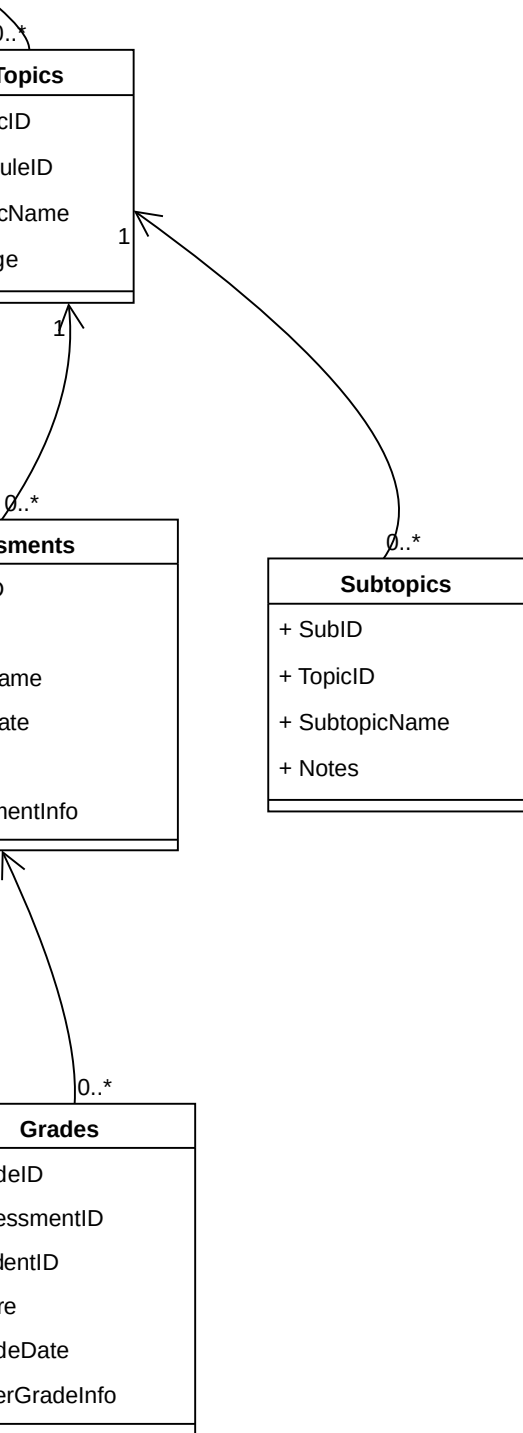 0..*
Topics
cID
uleID
cName
ge
1
1
0..*
sments
D
ame
ate
mentInfo
0..*
Subtopics
+ SubID
+ TopicID
+ SubtopicName
+ Notes
0..*
Grades
deID
essmentID
dentID
re
deDate
erGradeInfo